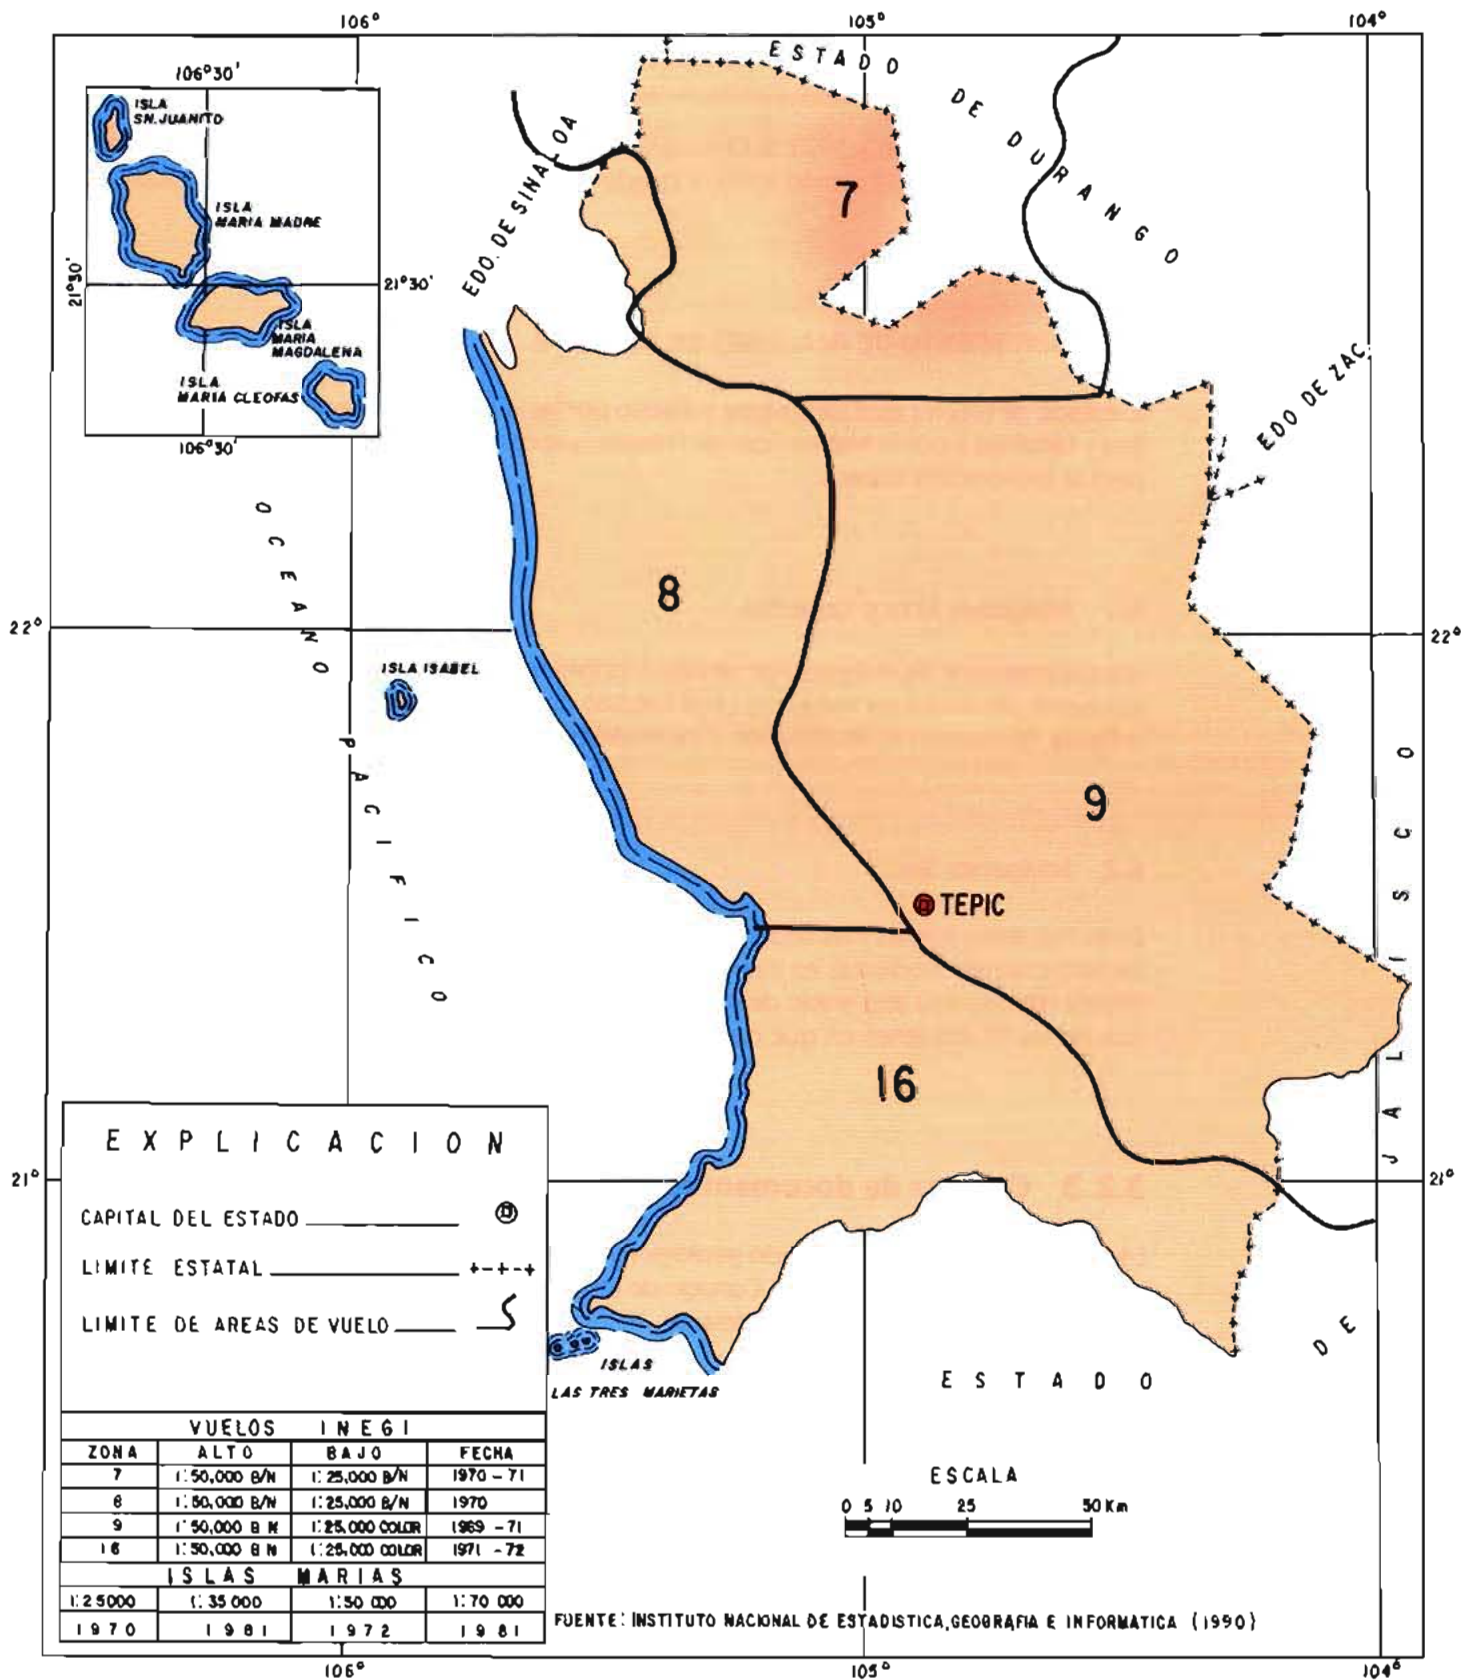 106° 105° 104°
ESTADO DE DURANGO
106°30'
ISLA
SN. JUANITO
ISLA
MARIA MADRE
21°30' 21°30'
ISLA
MARIA
MAGDALENA
ISLA
MARIA CLEOFAS
106°30'
EDO. DE SINALOA
7
EDO DE ZAC.
OCEANO PACIFICO
8
22° 22°
ISLA ISABEL
9
TEPIC
16
ESTADO DE JALISCO
21° 21°
EXPLICACION
CAPITAL DEL ESTADO
LIMITE ESTATAL +-+-+
LIMITE DE AREAS DE VUELO
ISLAS
LAS TRES MARIETAS
VUELOS INEGI
ZONA ALTO BAJO FECHA
7 1:50,000 B/N 1:25,000 B/N 1970-71
8 1:50,000 B/N 1:25,000 B/N 1970
9 1:50,000 B N 1:25,000 COLOR 1969-71
16 1:50,000 B N 1:25,000 COLOR 1971-72
ISLAS MARIAS
1:25000 1:35 000 1:50 000 1:70 000
1970 1981 1972 1981
ESCALA
0 5 10 25 50 Km
FUENTE: INSTITUTO NACIONAL DE ESTADISTICA, GEOGRAFIA E INFORMATICA (1990)
106° 105° 104°